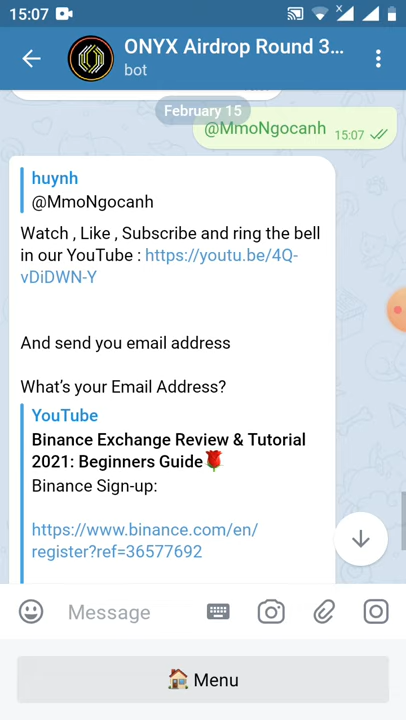 15:07
ONYX Airdrop Round 3...
bot
February 15
@MmoNgocanh 15:07
huynh
@MmoNgocanh
Watch , Like , Subscribe and ring the bell
in our YouTube : https://youtu.be/4Q-
vDiDWN-Y
And send you email address
What's your Email Address?
YouTube
Binance Exchange Review & Tutorial
2021: Beginners Guide🌹
Binance Sign-up:
https://www.binance.com/en/
register?ref=36577692
Message
🏠 Menu